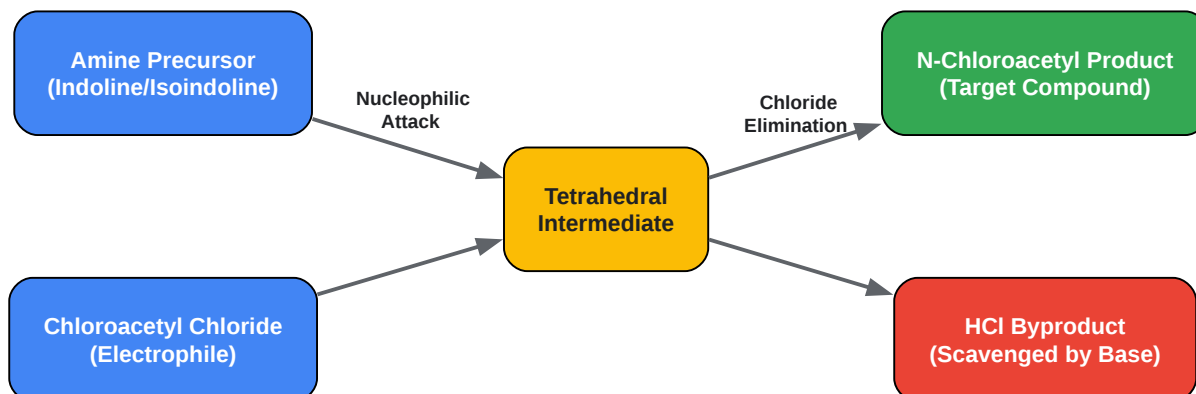 Amine Precursor
(Indoline/Isoindoline)
N-Chloroacetyl Product
(Target Compound)
Nucleophilic
Attack
Chloride
Elimination
Tetrahedral
Intermediate
Chloroacetyl Chloride
(Electrophile)
HCl Byproduct
(Scavenged by Base)